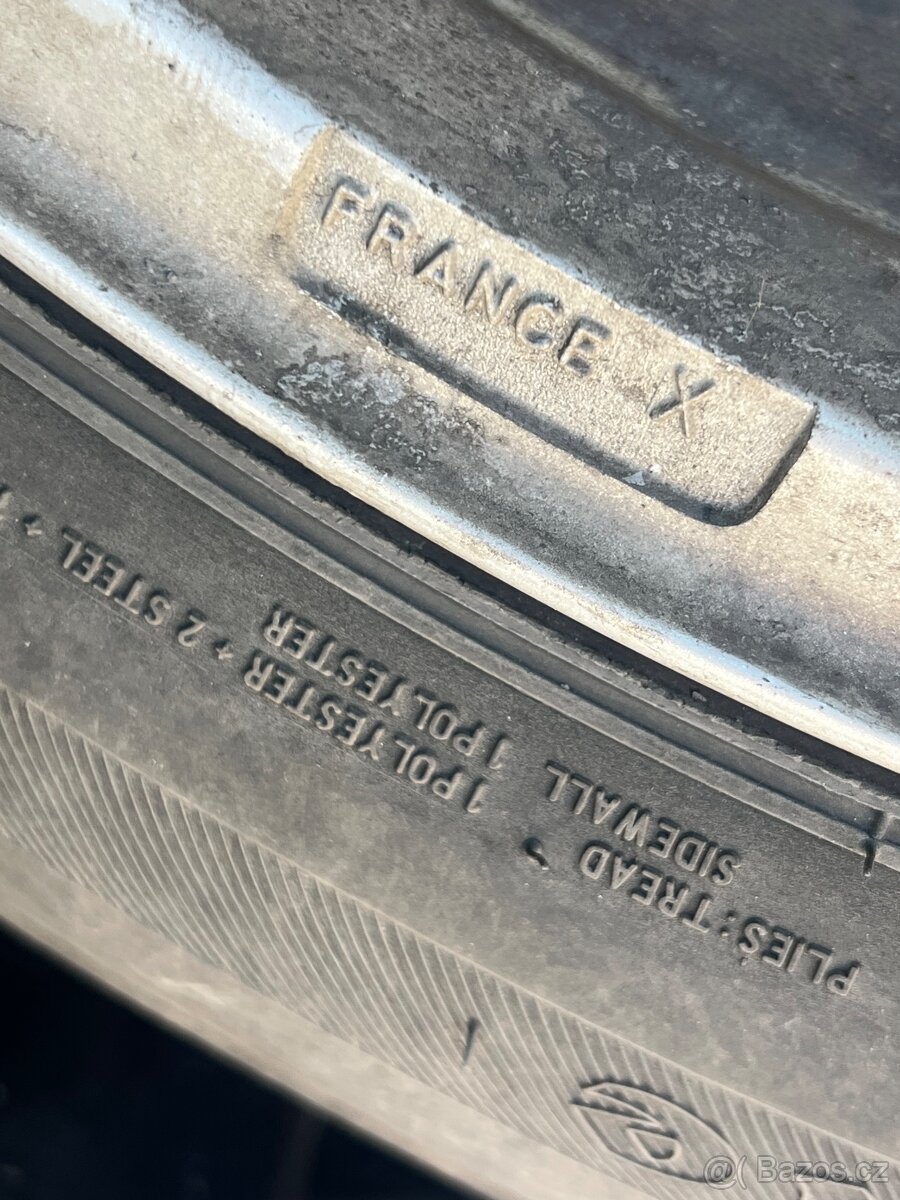 FRANCE X
PLIES: TREAD 1 POLYESTER + 2 STEEL +
SIDEWALL 1 POLYESTER
@( Bazos.cz